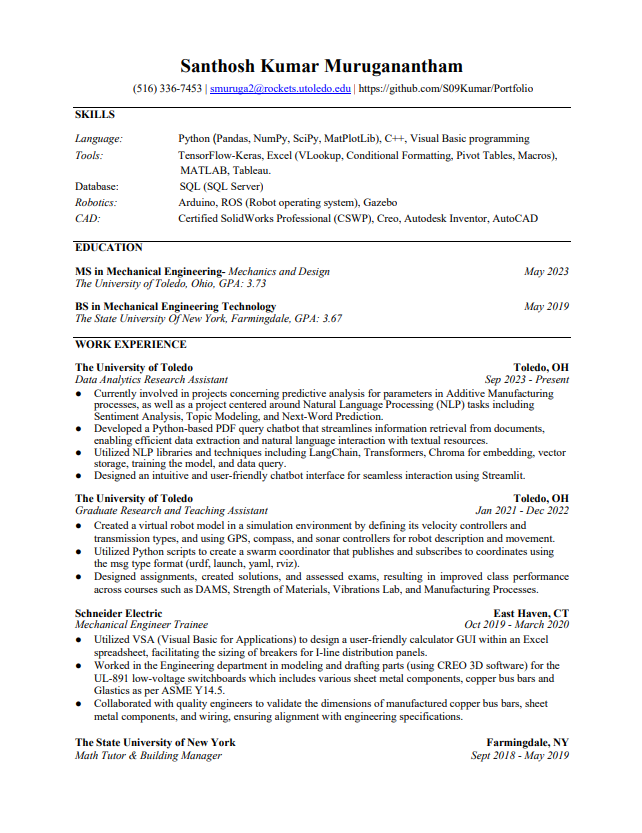 Santhosh Kumar Muruganantham
(516) 336-7453 | smuruga2@rockets.utoledo.edu | https://github.com/S09Kumar/Portfolio
SKILLS
Language: Python (Pandas, NumPy, SciPy, MatPlotLib), C++, Visual Basic programming
Tools: TensorFlow-Keras, Excel (VLookup, Conditional Formatting, Pivot Tables, Macros),
MATLAB, Tableau.
Database: SQL (SQL Server)
Robotics: Arduino, ROS (Robot operating system), Gazebo
CAD: Certified SolidWorks Professional (CSWP), Creo, Autodesk Inventor, AutoCAD
EDUCATION
MS in Mechanical Engineering- Mechanics and Design May 2023
The University of Toledo, Ohio, GPA: 3.73
BS in Mechanical Engineering Technology May 2019
The State University Of New York, Farmingdale, GPA: 3.67
WORK EXPERIENCE
The University of Toledo Toledo, OH
Data Analytics Research Assistant Sep 2023 - Present
● Currently involved in projects concerning predictive analysis for parameters in Additive Manufacturing
processes, as well as a project centered around Natural Language Processing (NLP) tasks including
Sentiment Analysis, Topic Modeling, and Next-Word Prediction.
● Developed a Python-based PDF query chatbot that streamlines information retrieval from documents,
enabling efficient data extraction and natural language interaction with textual resources.
● Utilized NLP libraries and techniques including LangChain, Transformers, Chroma for embedding, vector
storage, training the model, and data query.
● Designed an intuitive and user-friendly chatbot interface for seamless interaction using Streamlit.
The University of Toledo Toledo, OH
Graduate Research and Teaching Assistant Jan 2021 - Dec 2022
● Created a virtual robot model in a simulation environment by defining its velocity controllers and
transmission types, and using GPS, compass, and sonar controllers for robot description and movement.
● Utilized Python scripts to create a swarm coordinator that publishes and subscribes to coordinates using
the msg type format (urdf, launch, yaml, rviz).
● Designed assignments, created solutions, and assessed exams, resulting in improved class performance
across courses such as DAMS, Strength of Materials, Vibrations Lab, and Manufacturing Processes.
Schneider Electric East Haven, CT
Mechanical Engineer Trainee Oct 2019 - March 2020
● Utilized VSA (Visual Basic for Applications) to design a user-friendly calculator GUI within an Excel
spreadsheet, facilitating the sizing of breakers for I-line distribution panels.
● Worked in the Engineering department in modeling and drafting parts (using CREO 3D software) for the
UL-891 low-voltage switchboards which includes various sheet metal components, copper bus bars and
Glastics as per ASME Y14.5.
● Collaborated with quality engineers to validate the dimensions of manufactured copper bus bars, sheet
metal components, and wiring, ensuring alignment with engineering specifications.
The State University of New York Farmingdale, NY
Math Tutor & Building Manager Sept 2018 - May 2019